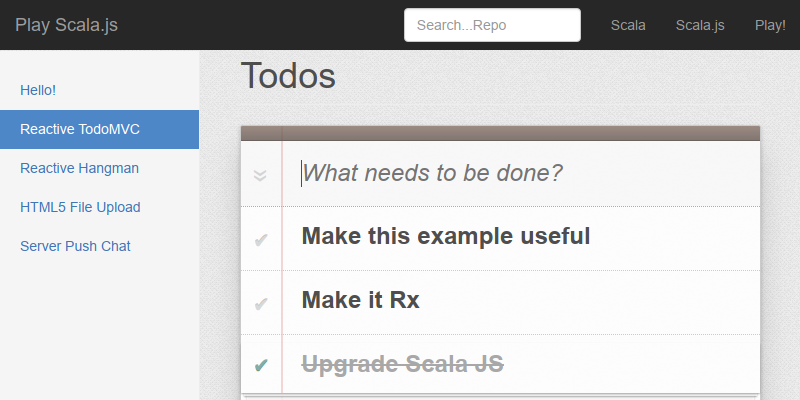 Play Scala.js
Search...Repo
Scala
Scala.js
Play!
Hello!
Reactive TodoMVC
Reactive Hangman
HTML5 File Upload
Server Push Chat
Todos
What needs to be done?
Make this example useful
Make it Rx
Upgrade Scala JS